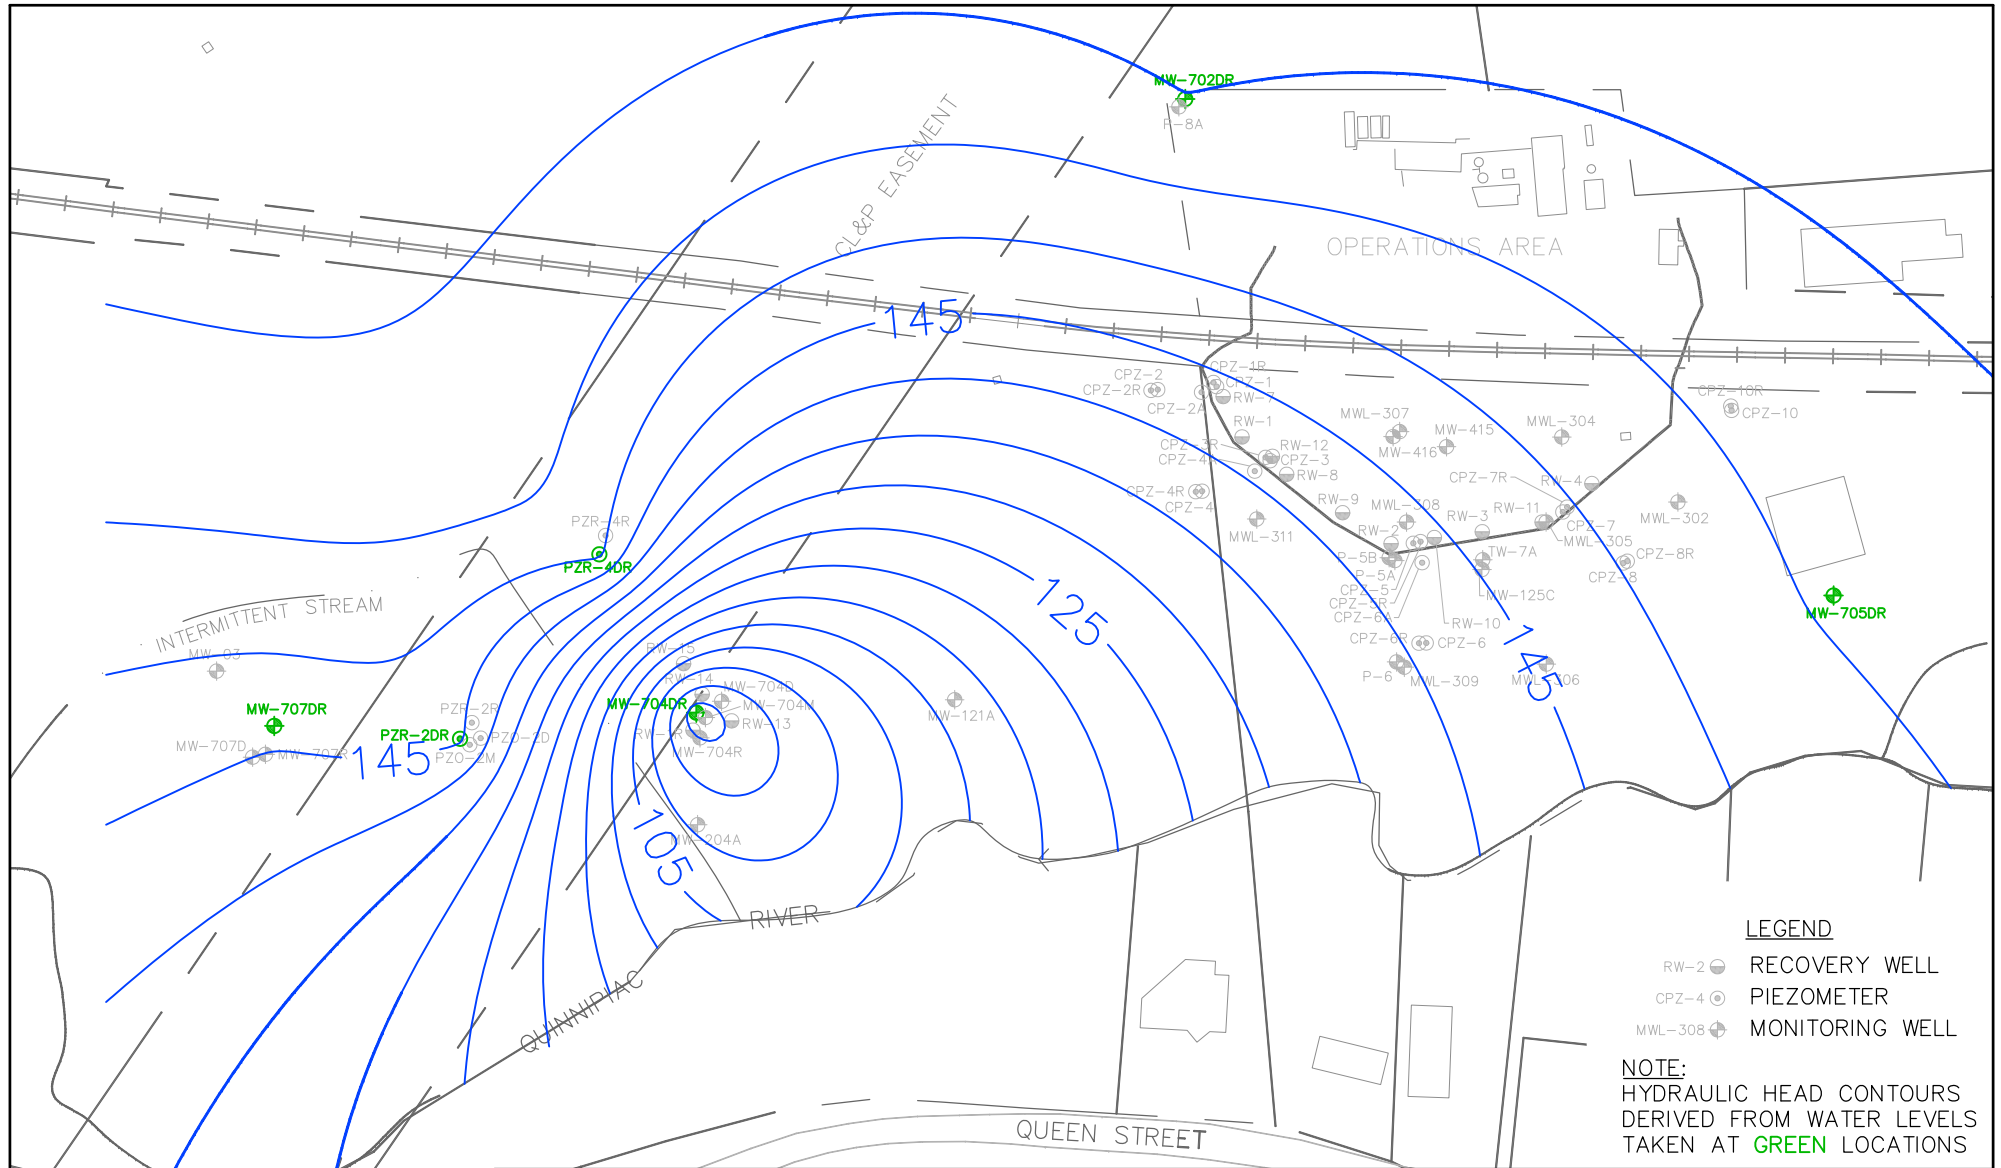 MW-702DR
P-8A
CL&P EASEMENT
OPERATIONS AREA
145
CPZ-1R
CPZ-2
CPZ-1
CPZ-2R
RW-7
CPZ-2A
CPZ-10R
CPZ-10
MWL-307
MW-415
MWL-304
RW-1
MW-416
CPZ-3R
RW-12
CPZ-3
RW-8
CPZ-7R
RW-4
CPZ-4R
CPZ-4
RW-9
MWL-308
RW-11
MWL-302
MWL-311
RW-3
CPZ-7
RW-2
MWL-305
PZR-4R
PZR-4DR
P-5B
TW-7A
CPZ-8R
P-5A
CPZ-8
CPZ-5
MW-125C
CPZ-5R
CPZ-6A
RW-10
125
145
MW-705DR
INTERMITTENT STREAM
MW-03
CPZ-6R
CPZ-6
P-6
MWL-309
MWL-306
RW-15
RW-14
MW-704D
MW-704DR
MW-704M
RW-13
MW-704R
MW-121A
MW-707DR
PZR-2R
PZR-2DR
PZO-2D
PZO-2M
MW-707D
MW-707R
145
105
MW-204A
QUINNIPIAC
RIVER
QUEEN STREET
LEGEND
RW-2 RECOVERY WELL
CPZ-4 PIEZOMETER
MWL-308 MONITORING WELL
NOTE:
HYDRAULIC HEAD CONTOURS
DERIVED FROM WATER LEVELS
TAKEN AT GREEN LOCATIONS